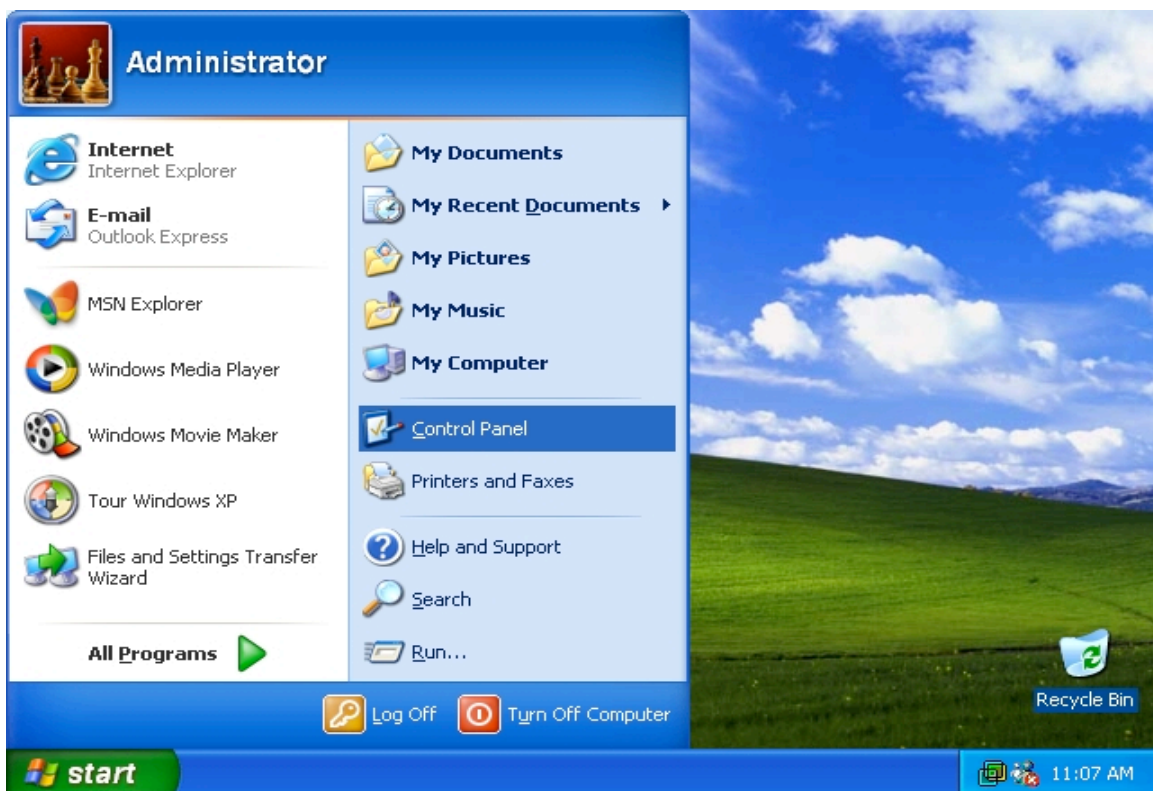 Administrator
Internet
Internet Explorer
E-mail
Outlook Express
MSN Explorer
Windows Media Player
Windows Movie Maker
Tour Windows XP
Files and Settings Transfer
Wizard
All Programs
My Documents
My Recent Documents
My Pictures
My Music
My Computer
Control Panel
Printers and Faxes
Help and Support
Search
Run...
Log Off
Turn Off Computer
Recycle Bin
start
11:07 AM